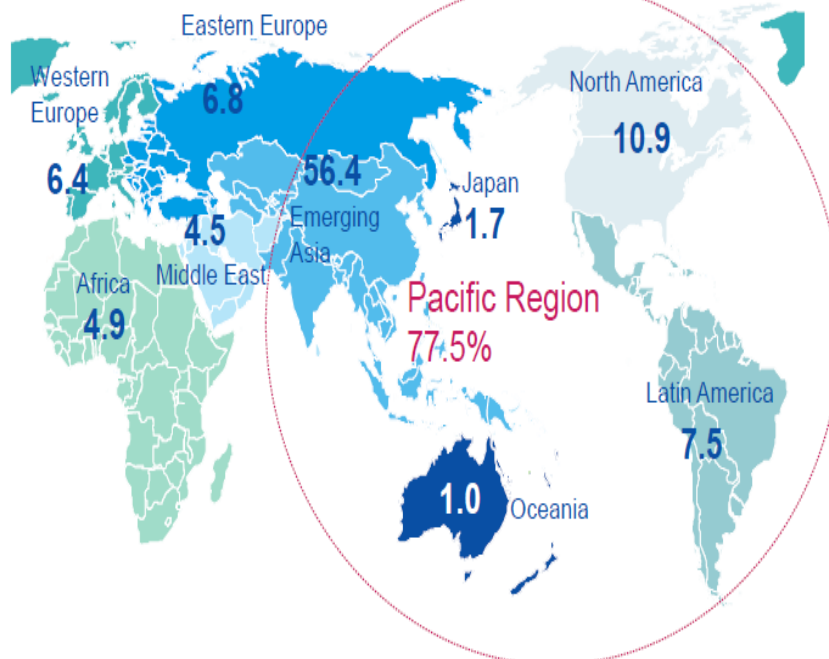 Eastern Europe
Western
Europe
6.8
6.4
North America
10.9
56.4
Emerging
Asia
Japan
1.7
4.5
Middle East
Africa
4.9
Pacific Region
77.5%
Latin America
7.5
1.0
Oceania